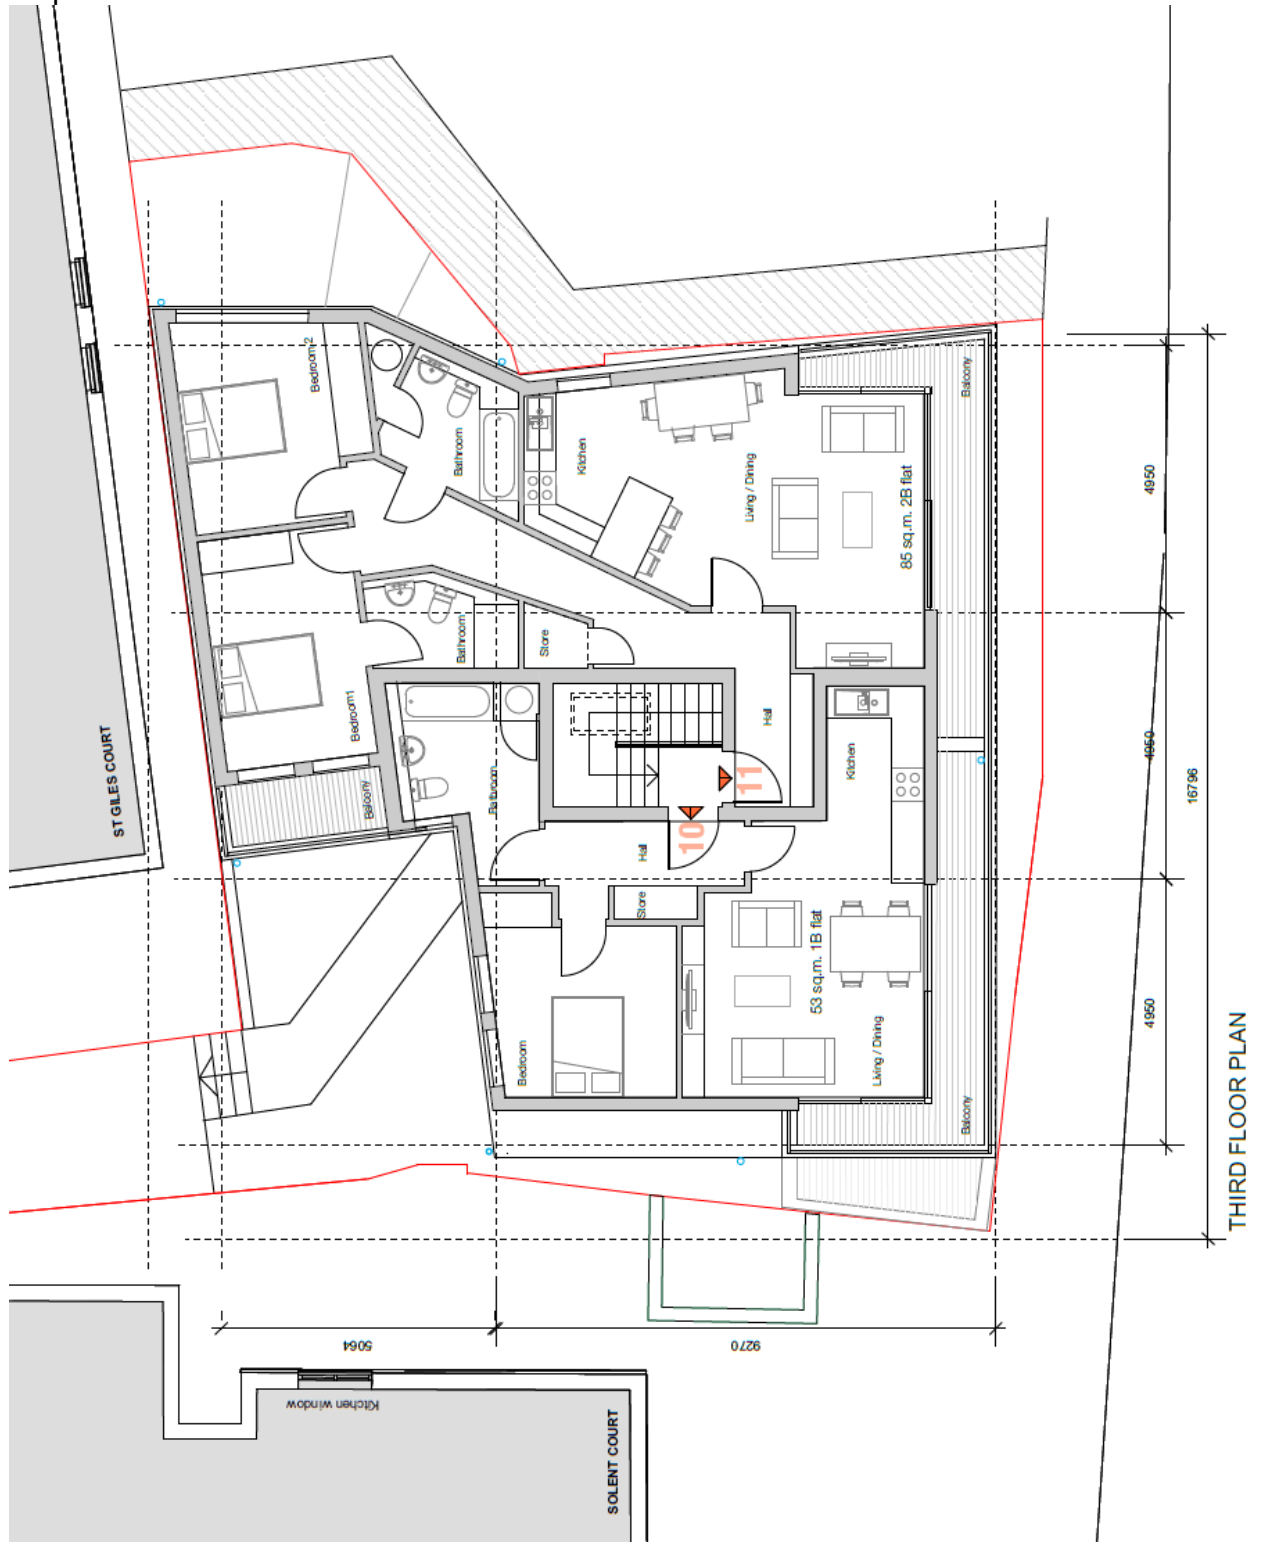 ST GILES COURT
Bedroom2
Bathroom
Kitchen
Living / Dining
85 sq.m. 2B flat
Balcony
Bedroom1
Bathroom
Store
Balcony
Bathroom
Hall
11
10
Hall
Kitchen
Store
Bedroom
53 sq.m. 1B flat
Living / Dining
Balcony
4950
4950
4950
16796
5064
9270
Kitchen window
SOLENT COURT
THIRD FLOOR PLAN